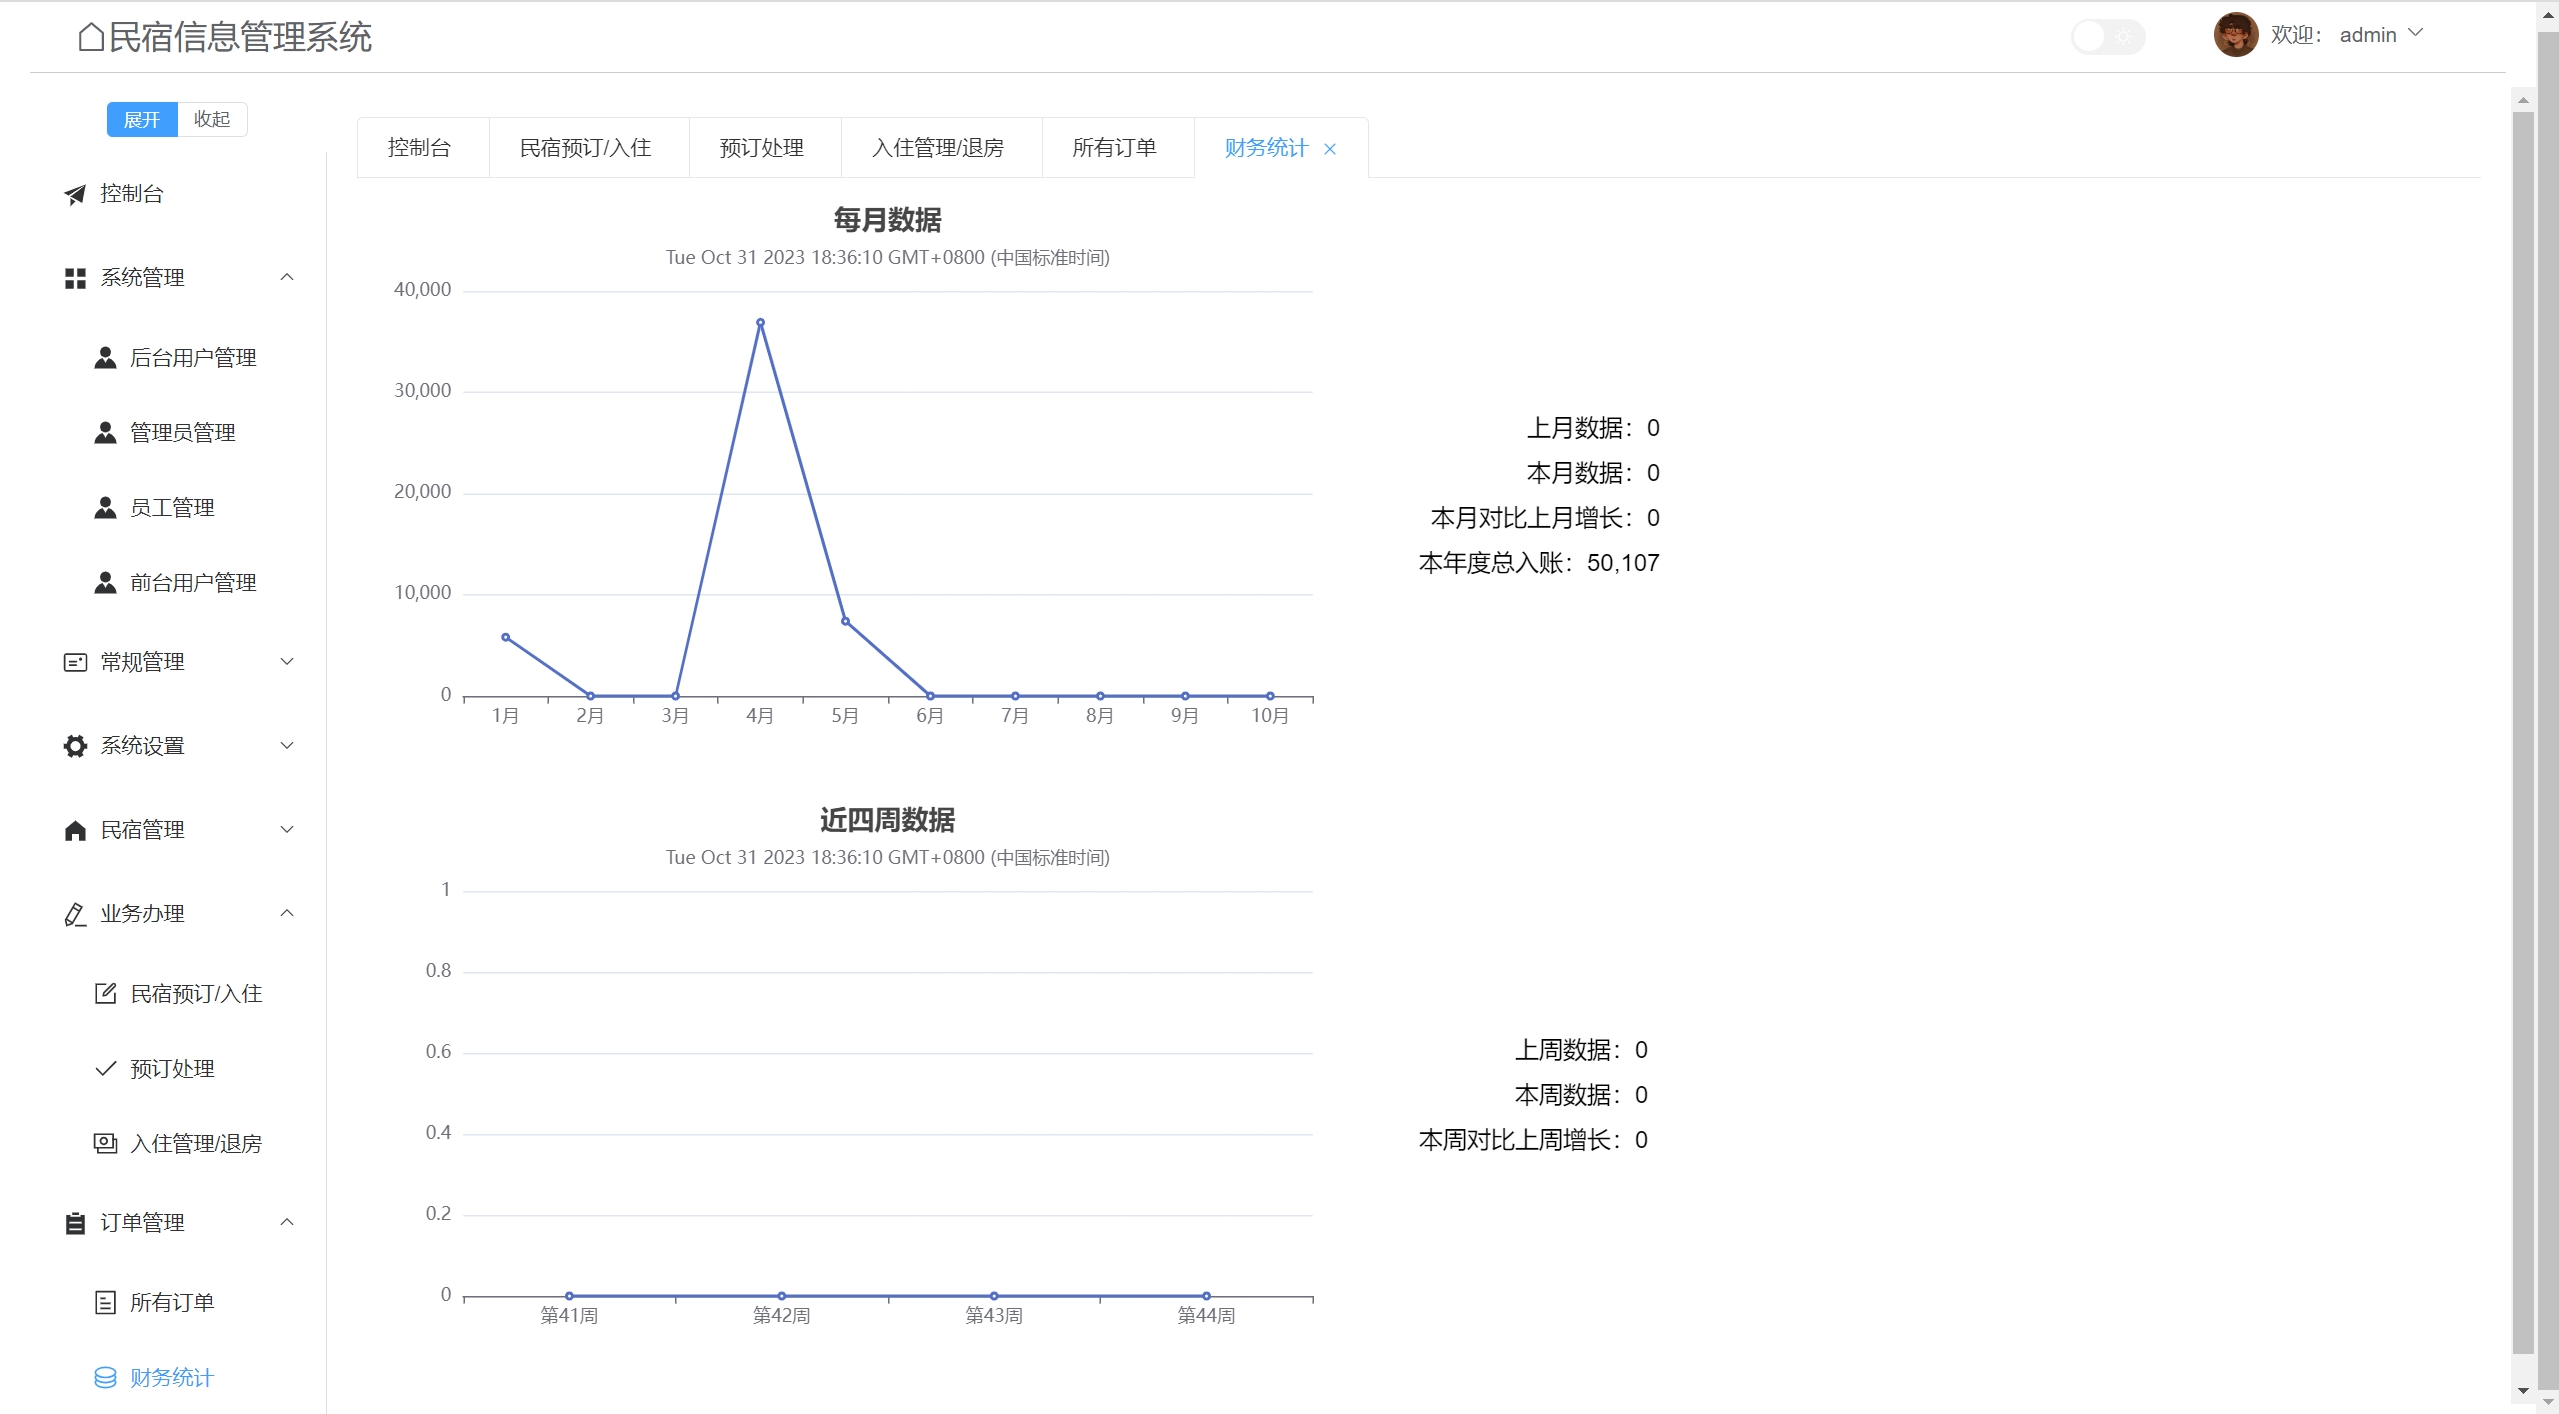 民宿信息管理系统
欢迎： admin
展开 收起
控制台
系统管理
后台用户管理
管理员管理
员工管理
前台用户管理
常规管理
系统设置
民宿管理
业务办理
民宿预订/入住
预订处理
入住管理/退房
订单管理
所有订单
财务统计
控制台 民宿预订/入住 预订处理 入住管理/退房 所有订单 财务统计
每月数据
Tue Oct 31 2023 18:36:10 GMT+0800 (中国标准时间)
40,000
30,000
20,000
10,000
0
1月 2月 3月 4月 5月 6月 7月 8月 9月 10月
上月数据：0
本月数据：0
本月对比上月增长：0
本年度总入账：50,107
近四周数据
Tue Oct 31 2023 18:36:10 GMT+0800 (中国标准时间)
1
0.8
0.6
0.4
0.2
0
第41周 第42周 第43周 第44周
上周数据：0
本周数据：0
本周对比上周增长：0